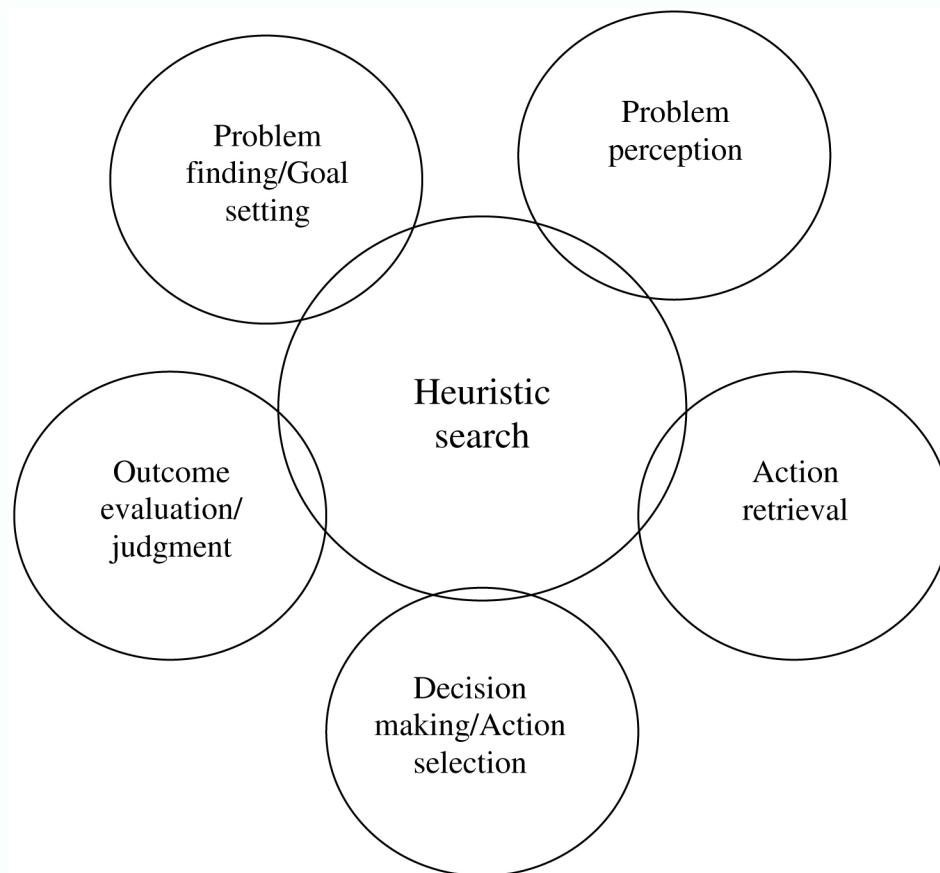 Problem
finding/Goal
setting
Problem
perception
Heuristic
search
Outcome
evaluation/
judgment
Action
retrieval
Decision
making/Action
selection